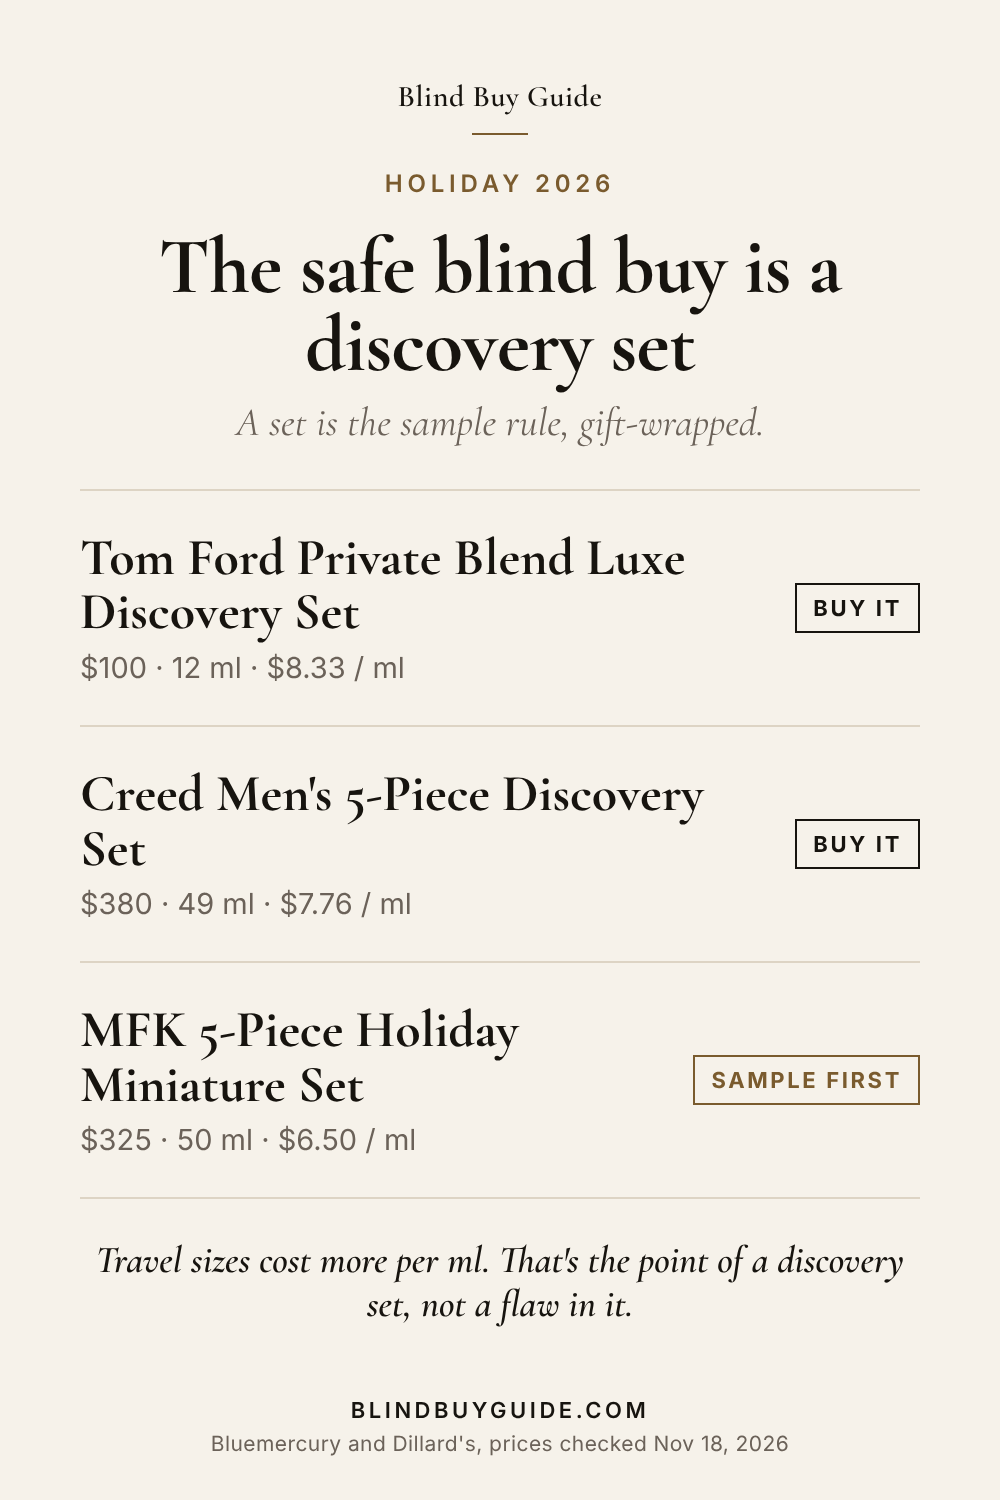 Blind Buy Guide
HOLIDAY 2026
The safe blind buy is a
discovery set
A set is the sample rule, gift-wrapped.
Tom Ford Private Blend Luxe
Discovery Set
$100 · 12 ml · $8.33 / ml
BUY IT
Creed Men's 5-Piece Discovery
Set
$380 · 49 ml · $7.76 / ml
BUY IT
MFK 5-Piece Holiday
Miniature Set
$325 · 50 ml · $6.50 / ml
SAMPLE FIRST
Travel sizes cost more per ml. That's the point of a discovery
set, not a flaw in it.
BLINDBUYGUIDE.COM
Bluemercury and Dillard's, prices checked Nov 18, 2026